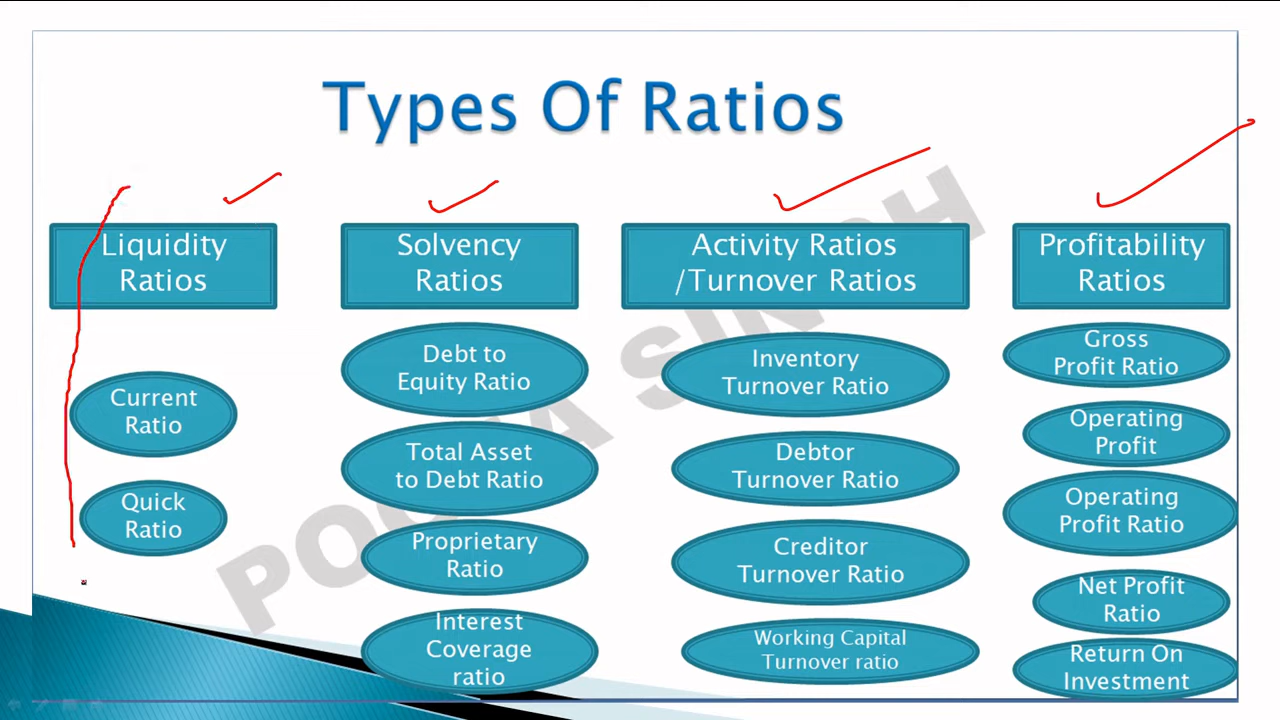 Types Of Ratios
Liquidity
Ratios
Current
Ratio
Quick
Ratio
Solvency
Ratios
Debt to
Equity Ratio
Total Asset
to Debt Ratio
Proprietary
Ratio
Interest
Coverage
ratio
Activity Ratios
/Turnover Ratios
Inventory
Turnover Ratio
Debtor
Turnover Ratio
Creditor
Turnover Ratio
Working Capital
Turnover ratio
Profitability
Ratios
Gross
Profit Ratio
Operating
Profit
Operating
Profit Ratio
Net Profit
Ratio
Return On
Investment